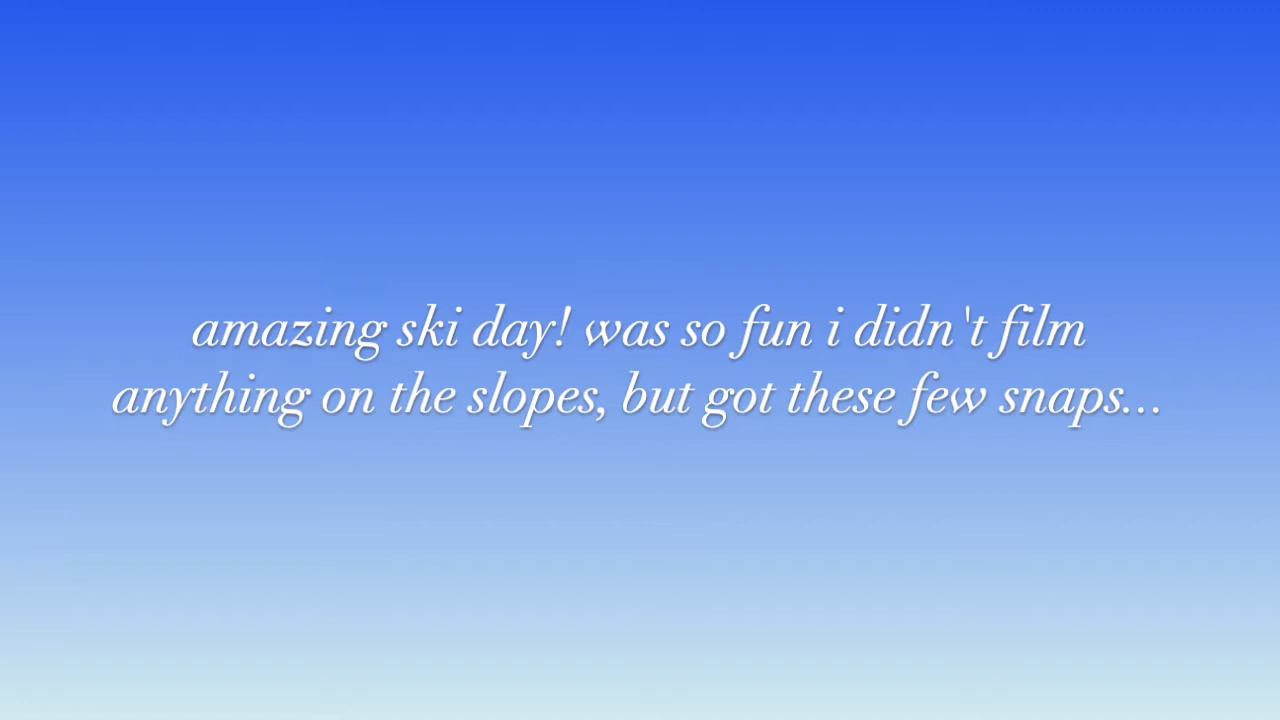 amazing ski day! was so fun i didn't film
anything on the slopes, but got these few snaps...